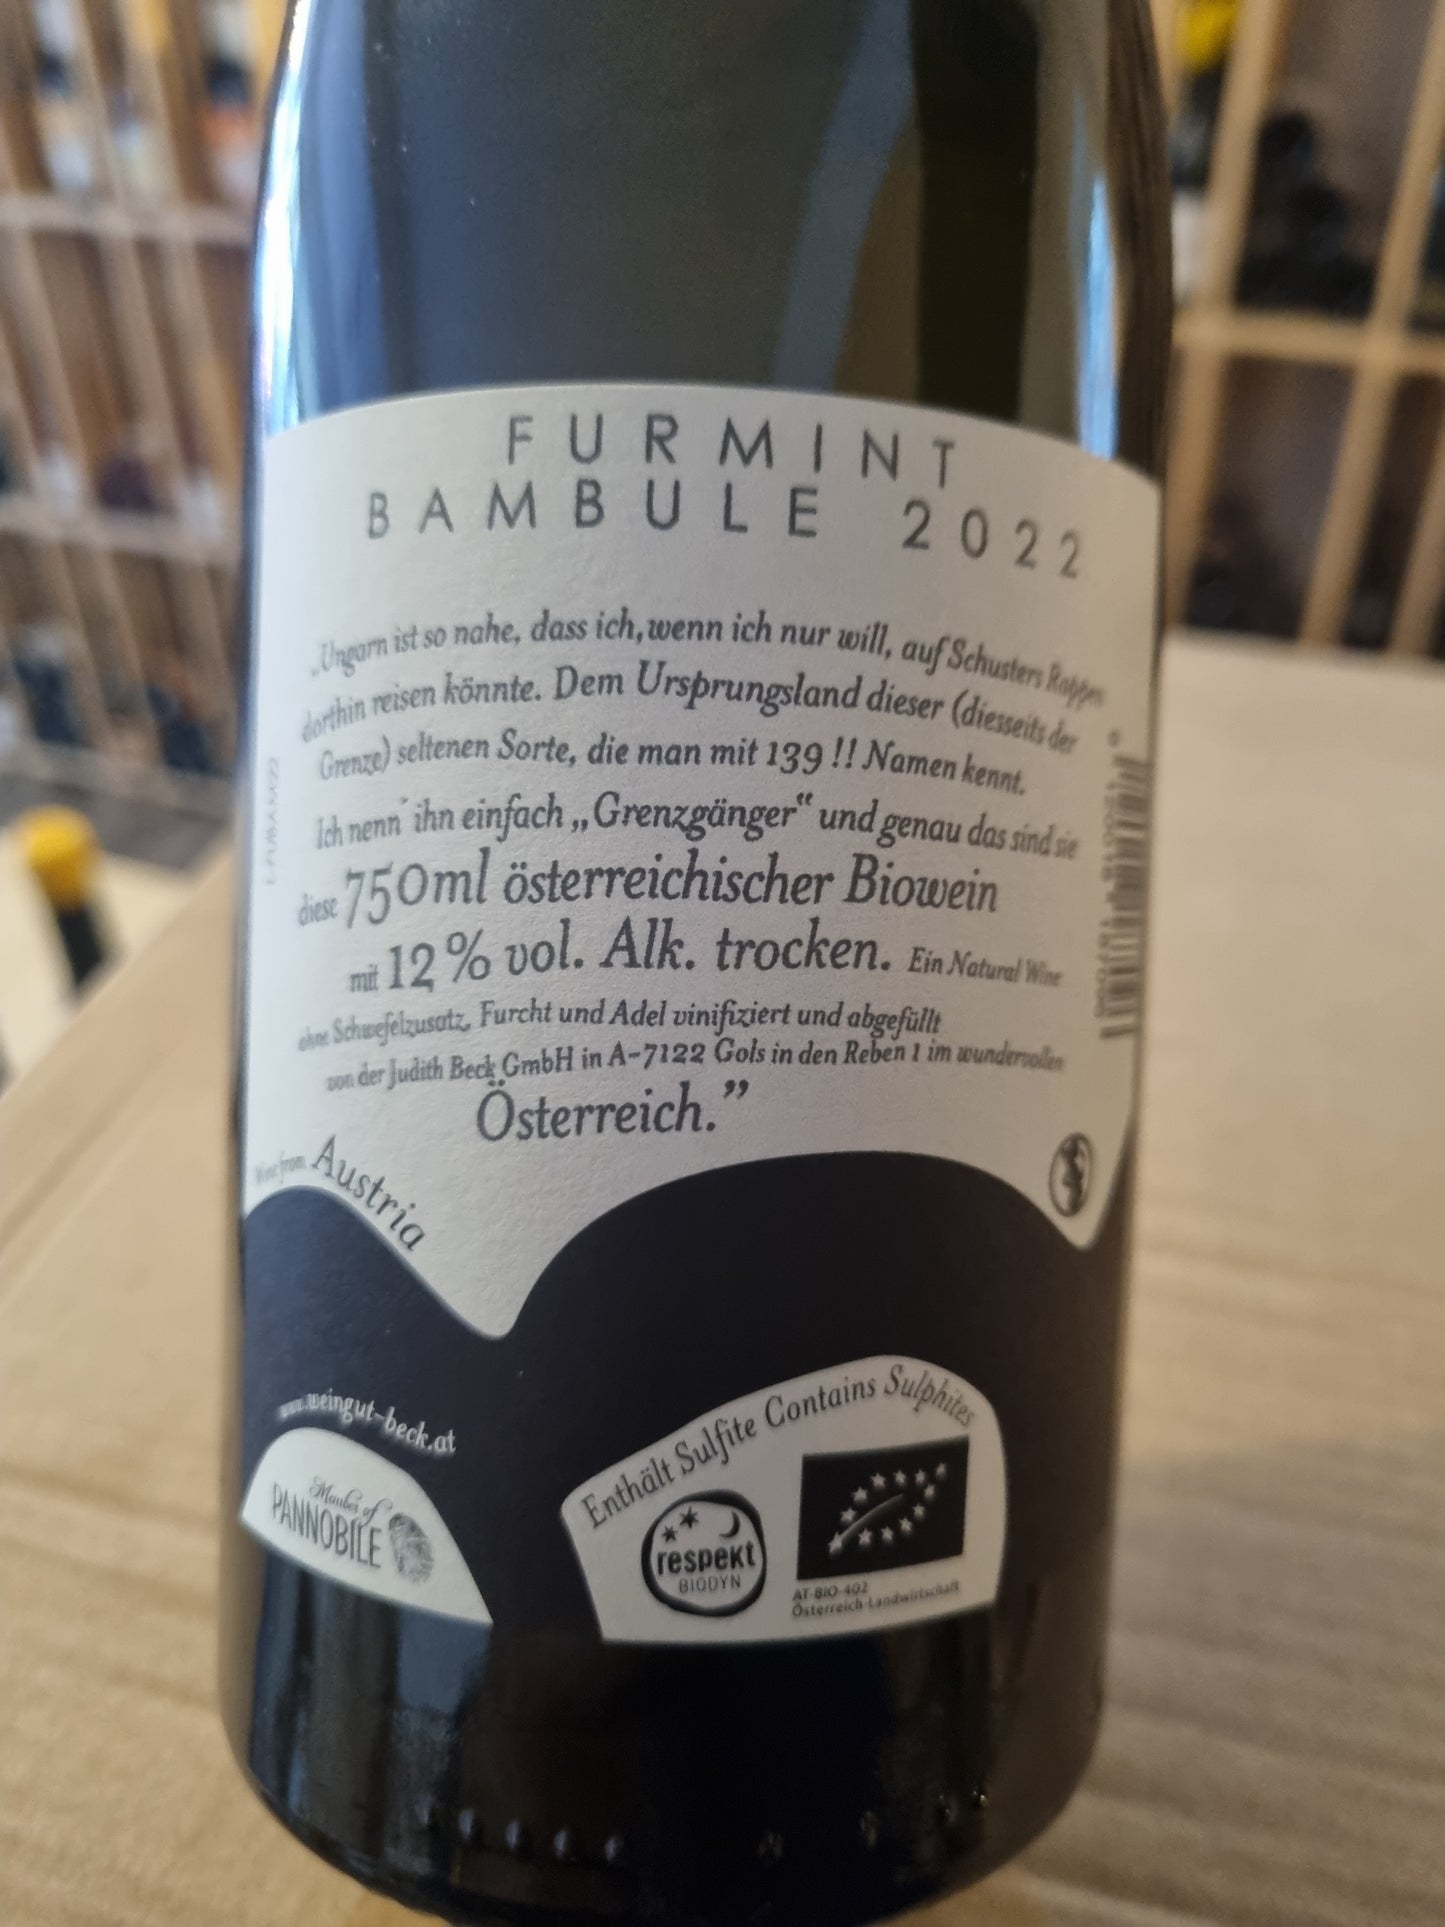 FURMINT
BAMBULE 2022
„Ungarn ist so nahe, dass ich, wenn ich nur will, auf Schusters Rappen
dorthin reisen könnte. Dem Ursprungsland dieser (diesseits der
Grenze) seltenen Sorte, die man mit 139 !! Namen kennt.
Ich nenn´ ihn einfach „Grenzgänger“ und genau das sind sie
diese 750ml österreichischer Biowein
mit 12% vol. Alk. trocken. Ein Natural Wine
ohne Schwefelzusatz, Furcht und Adel vinifiziert und abgefüllt
von der Judith Beck GmbH in A-7122 Gols in den Reben 1 im wundervollen
Österreich.”
Wine from Austria
www.weingut-beck.at
Member of
PANNOBILE
Enthält Sulfite Contains Sulphites
respekt
BIODYN
AT-BIO-402
Österreich-Landwirtschaft